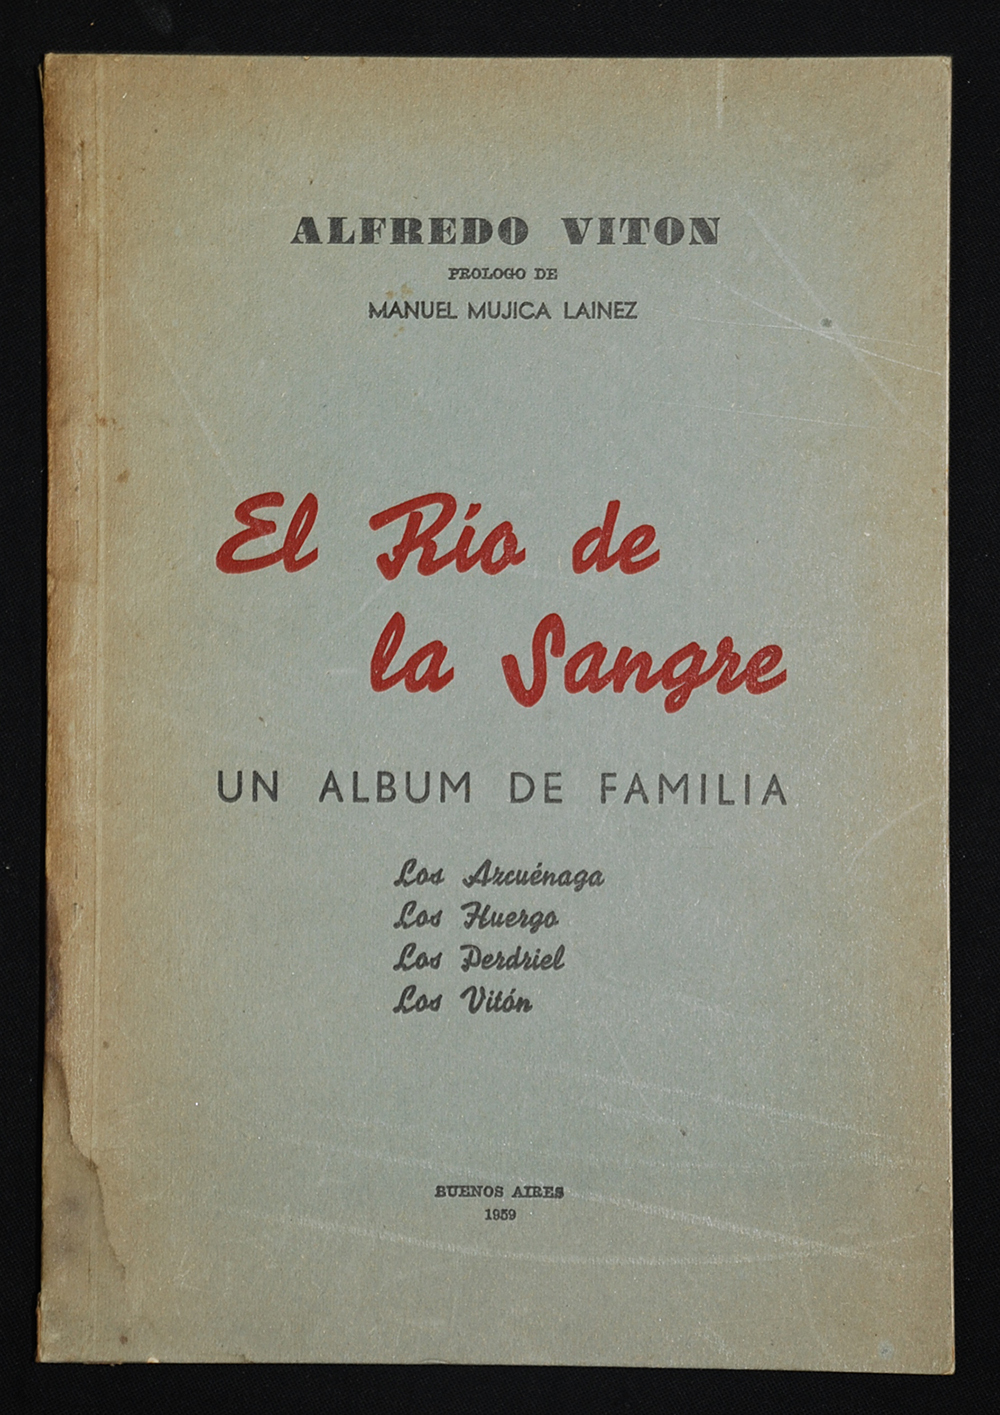 ALFREDO VITON
PROLOGO DE
MANUEL MUJICA LAINEZ
El Río de
la Sangre
UN ALBUM DE FAMILIA
Los Azcuénaga
Los Huergo
Los Perdriel
Los Vitón
BUENOS AIRES
1959